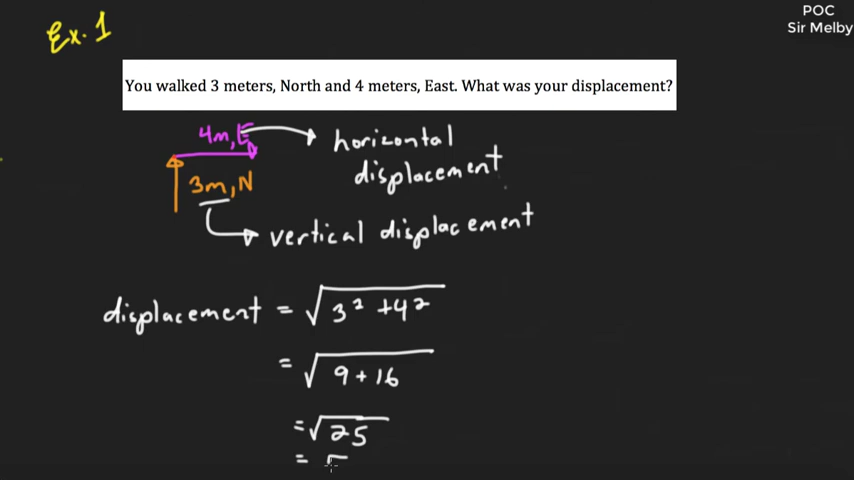 POC
Sir Melby
Ex. 1
You walked 3 meters, North and 4 meters, East. What was your displacement?
4m, E
horizontal
displacement
3m, N
vertical displacement
displacement = √3² + 4²
= √9 + 16
= √25
=